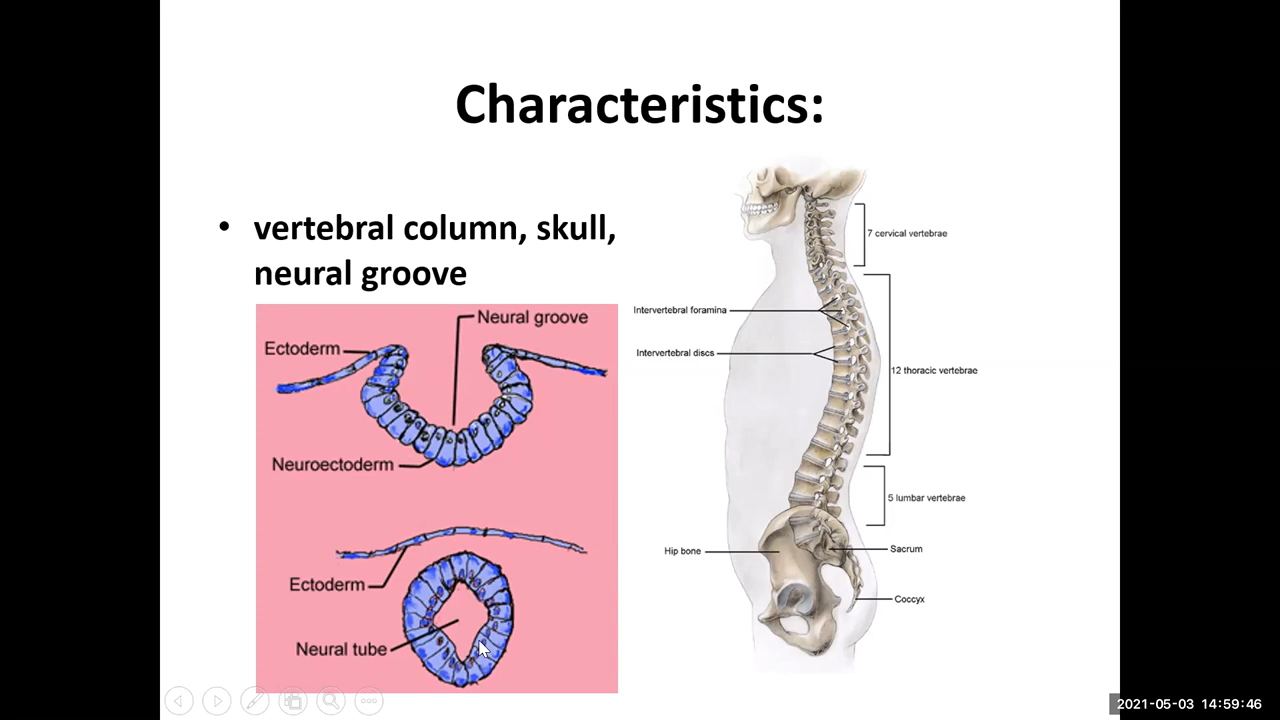 Characteristics:
• vertebral column, skull,
neural groove
Neural groove
Ectoderm
Neuroectoderm
Ectoderm
Neural tube
7 cervical vertebrae
Intervertebral foramina
Intervertebral discs
12 thoracic vertebrae
5 lumbar vertebrae
Hip bone
Sacrum
Coccyx
2021-05-03 14:59:46